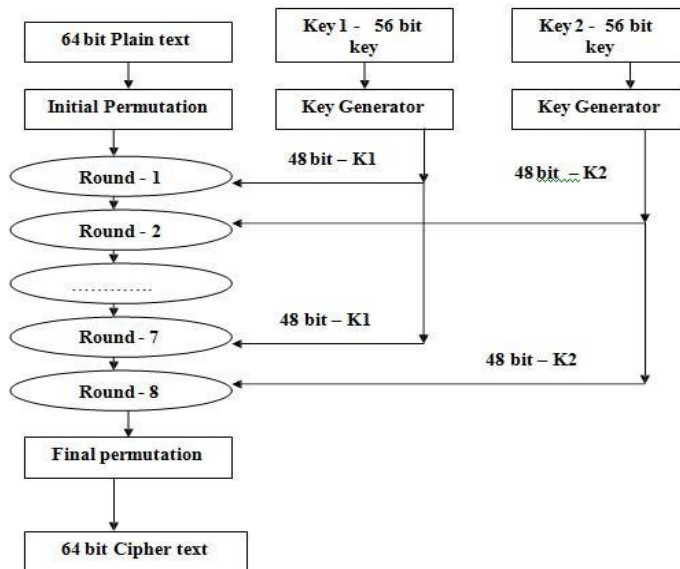 64 bit Plain text
Key 1 - 56 bit
key
Key 2 - 56 bit
key
Initial Permutation
Key Generator
Key Generator
Round - 1
48 bit – K1
48 bit – K2
Round - 2
.............
Round - 7
48 bit – K1
48 bit – K2
Round - 8
Final permutation
64 bit Cipher text